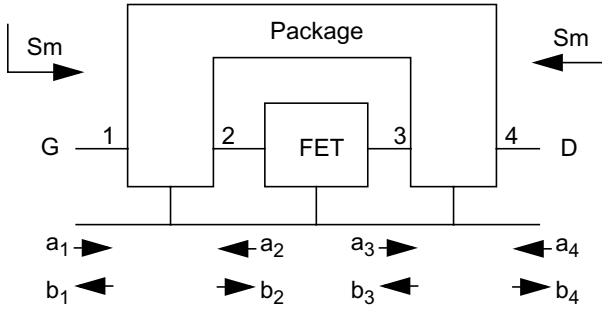 Package
Sm
Sm
G 1 2 FET 3 4 D
a1 a2 a3 a4
b1 b2 b3 b4